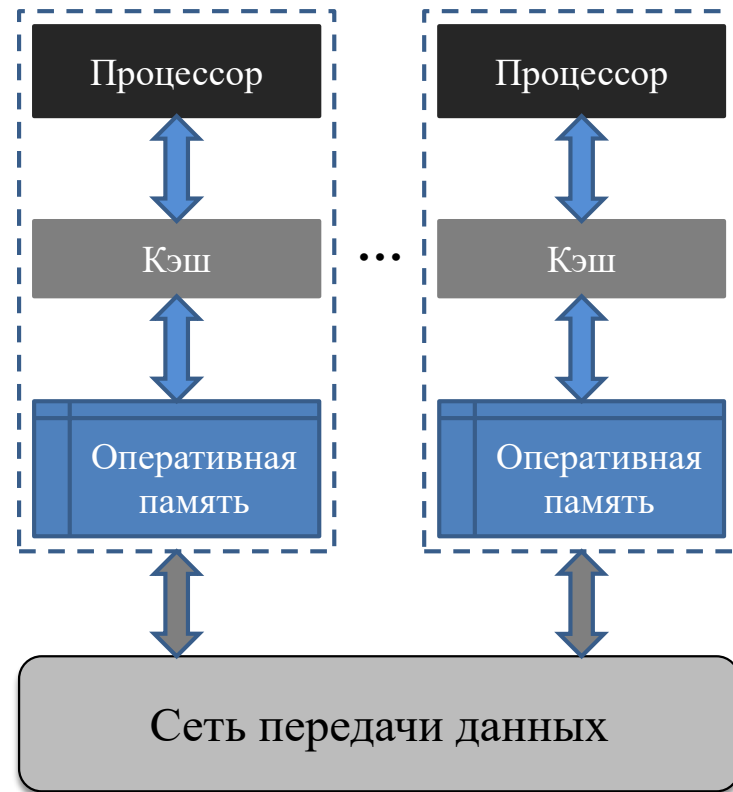 Процессор
Процессор
Кэш
...
Кэш
Оперативная
память
Оперативная
память
Сеть передачи данных